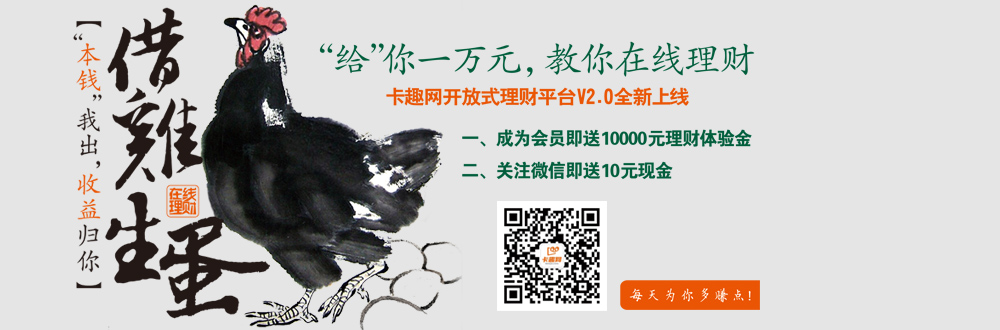 【“本钱”我出，收益归你】
借雞生蛋
在线理财
“给”你一万元，教你在线理财
卡趣网开放式理财平台V2.0全新上线
一、成为会员即送10000元理财体验金
二、关注微信即送10元现金
卡趣网
每天为你多赚点！